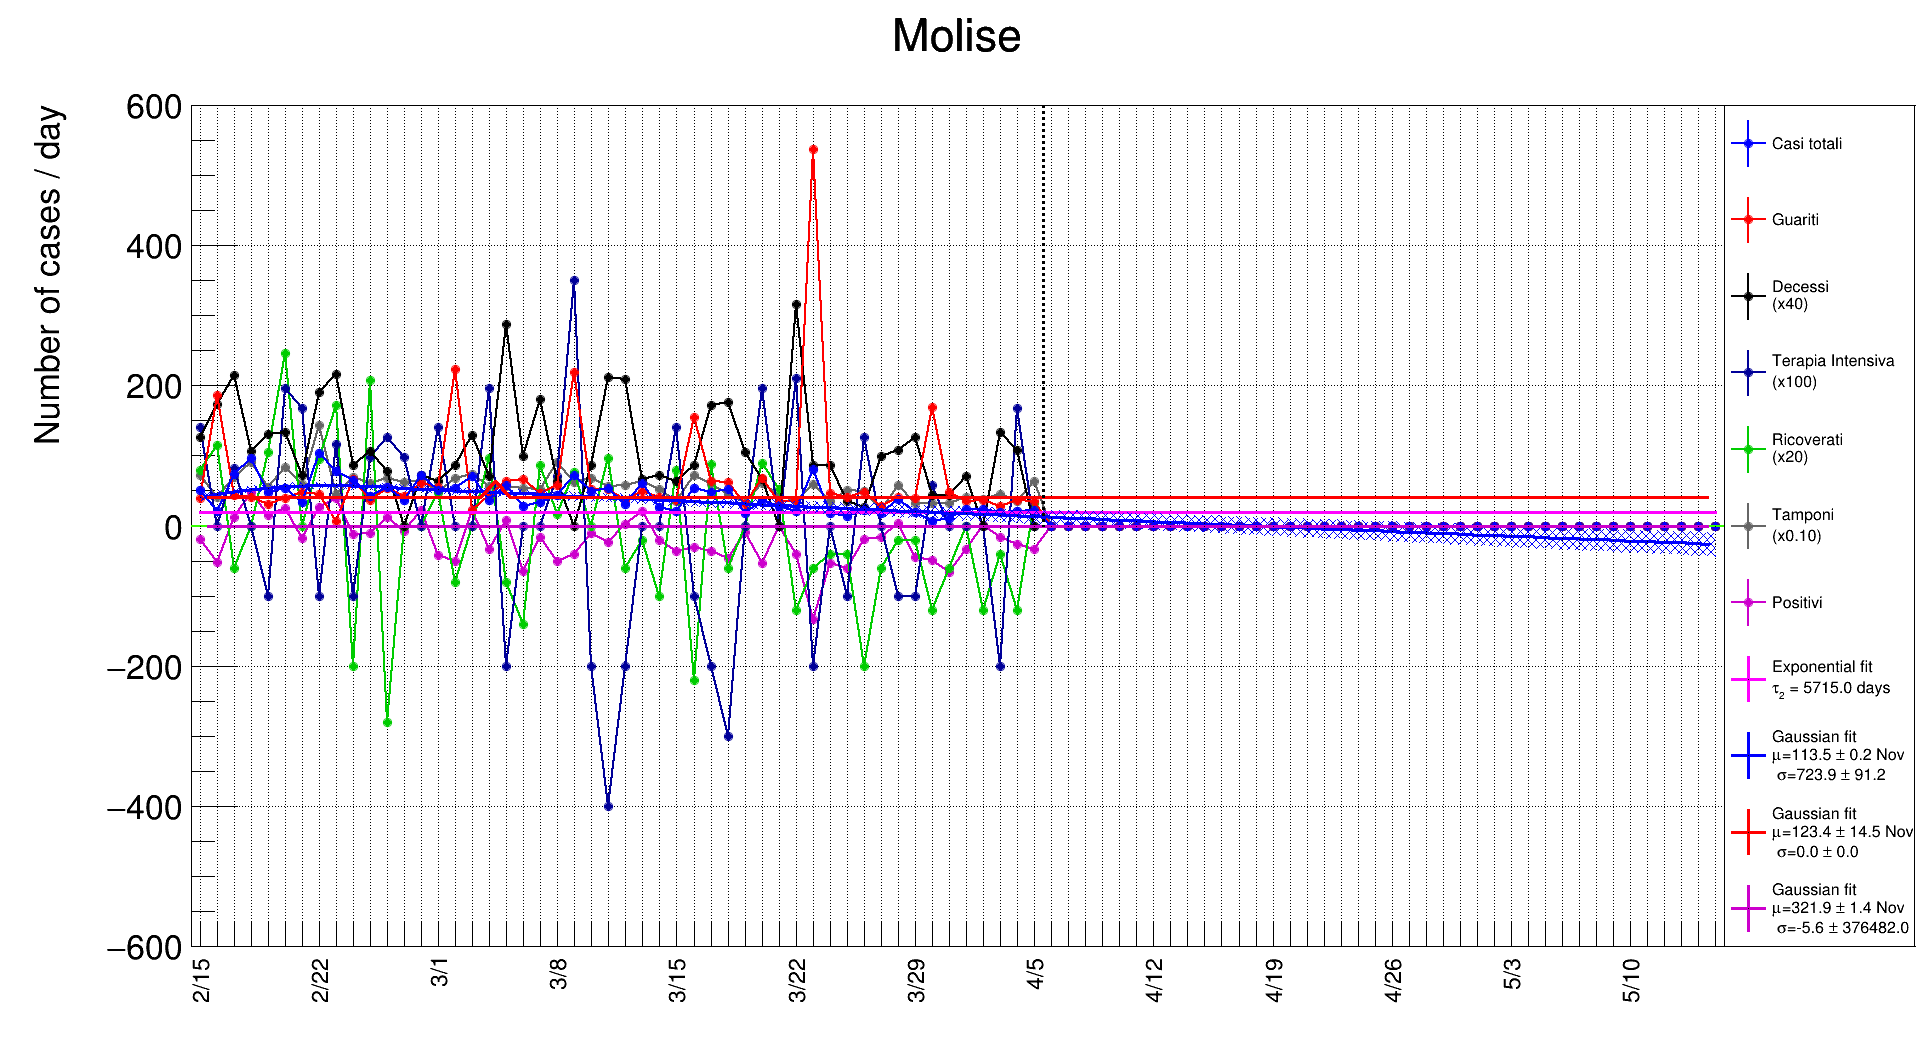 Molise
Number of cases / day
600
400
200
0
−200
−400
−600
2/15
2/22
3/1
3/8
3/15
3/22
3/29
4/5
4/12
4/19
4/26
5/3
5/10
Casi totali
Guariti
Decessi
(x40)
Terapia Intensiva
(x100)
Ricoverati
(x20)
Tamponi
(x0.10)
Positivi
Exponential fit
τ2 = 5715.0 days
Gaussian fit
μ=113.5 ± 0.2 Nov
σ=723.9 ± 91.2
Gaussian fit
μ=123.4 ± 14.5 Nov
σ=0.0 ± 0.0
Gaussian fit
μ=321.9 ± 1.4 Nov
σ=-5.6 ± 376482.0